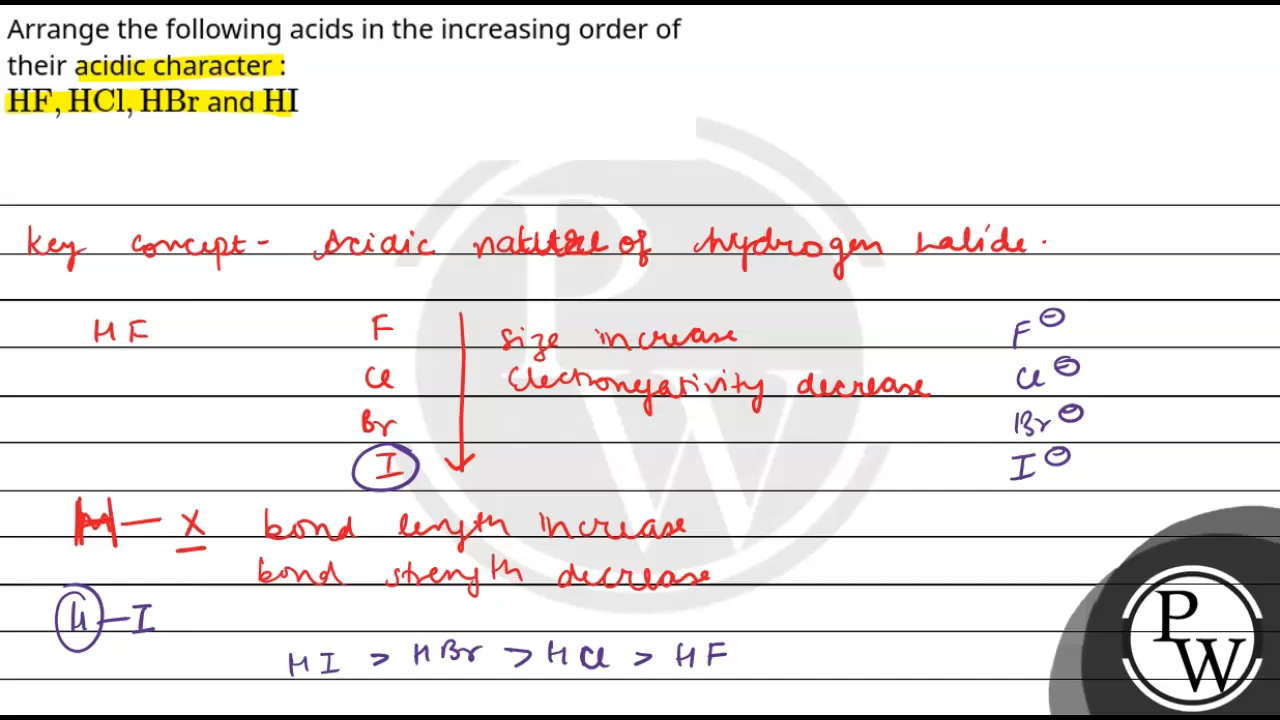 Arrange the following acids in the increasing order of
their acidic character :
HF, HCl, HBr and HI
Key concept - Acidic nature of hydrogen halide.
HF F size increase F⊖
Cl Electronegativity decrease Cl⊖
Br Br⊖
I I⊖
H — X bond length increase
bond strength decrease
H — I
HI > HBr > HCl > HF
P
W
P
W